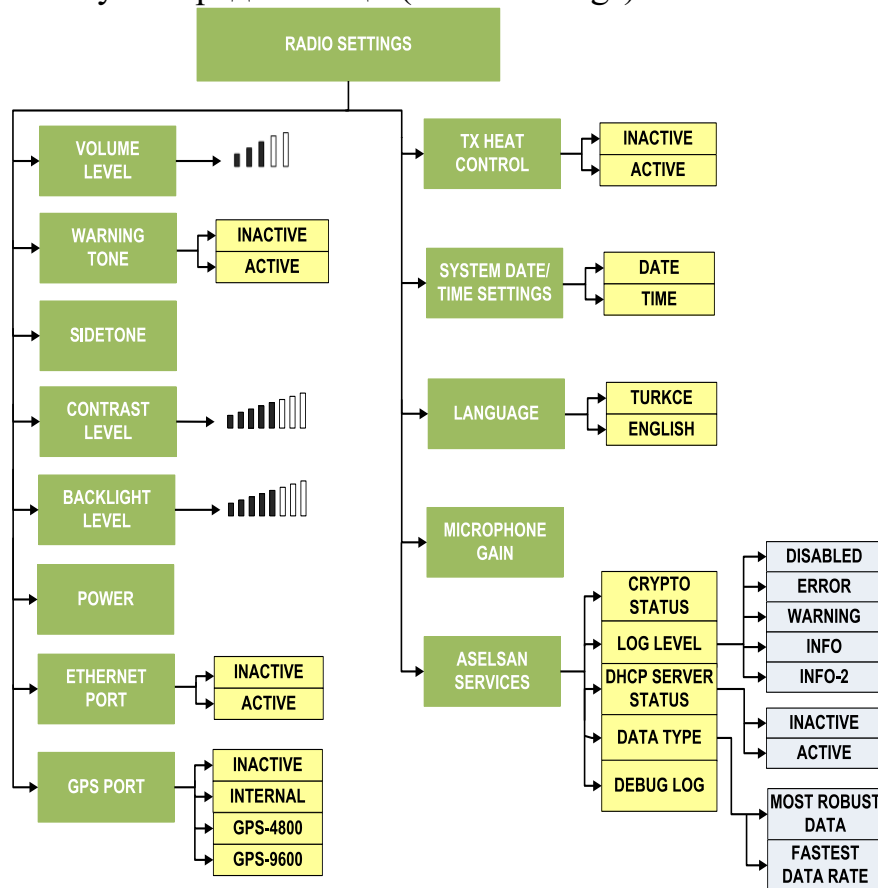 RADIO SETTINGS
VOLUME
LEVEL
WARNING
TONE
INACTIVE
ACTIVE
SIDETONE
CONTRAST
LEVEL
BACKLIGHT
LEVEL
POWER
ETHERNET
PORT
INACTIVE
ACTIVE
GPS PORT
INACTIVE
INTERNAL
GPS-4800
GPS-9600
TX HEAT
CONTROL
INACTIVE
ACTIVE
SYSTEM DATE/
TIME SETTINGS
DATE
TIME
LANGUAGE
TURKCE
ENGLISH
MICROPHONE
GAIN
ASELSAN
SERVICES
CRYPTO
STATUS
LOG LEVEL
DHCP SERVER
STATUS
DATA TYPE
DEBUG LOG
DISABLED
ERROR
WARNING
INFO
INFO-2
INACTIVE
ACTIVE
MOST ROBUST
DATA
FASTEST
DATA RATE